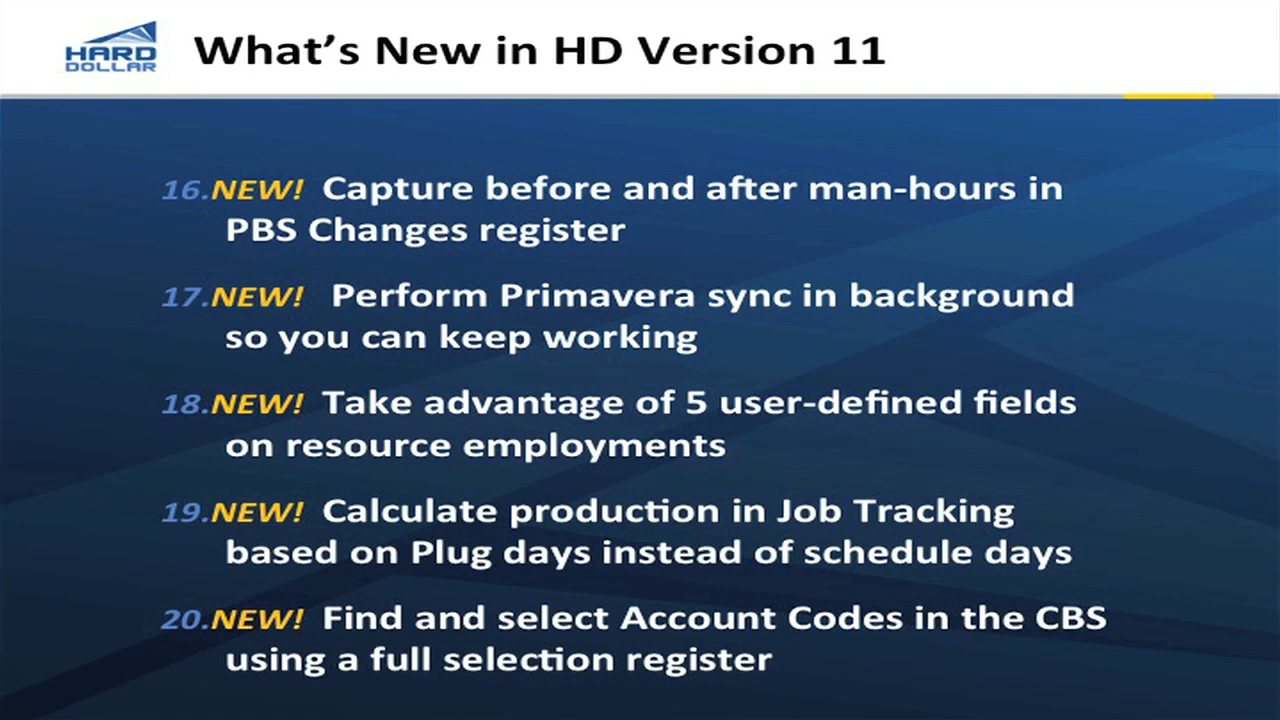 HARD
DOLLAR
What's New in HD Version 11
16.NEW! Capture before and after man-hours in
PBS Changes register
17.NEW! Perform Primavera sync in background
so you can keep working
18.NEW! Take advantage of 5 user-defined fields
on resource employments
19.NEW! Calculate production in Job Tracking
based on Plug days instead of schedule days
20.NEW! Find and select Account Codes in the CBS
using a full selection register